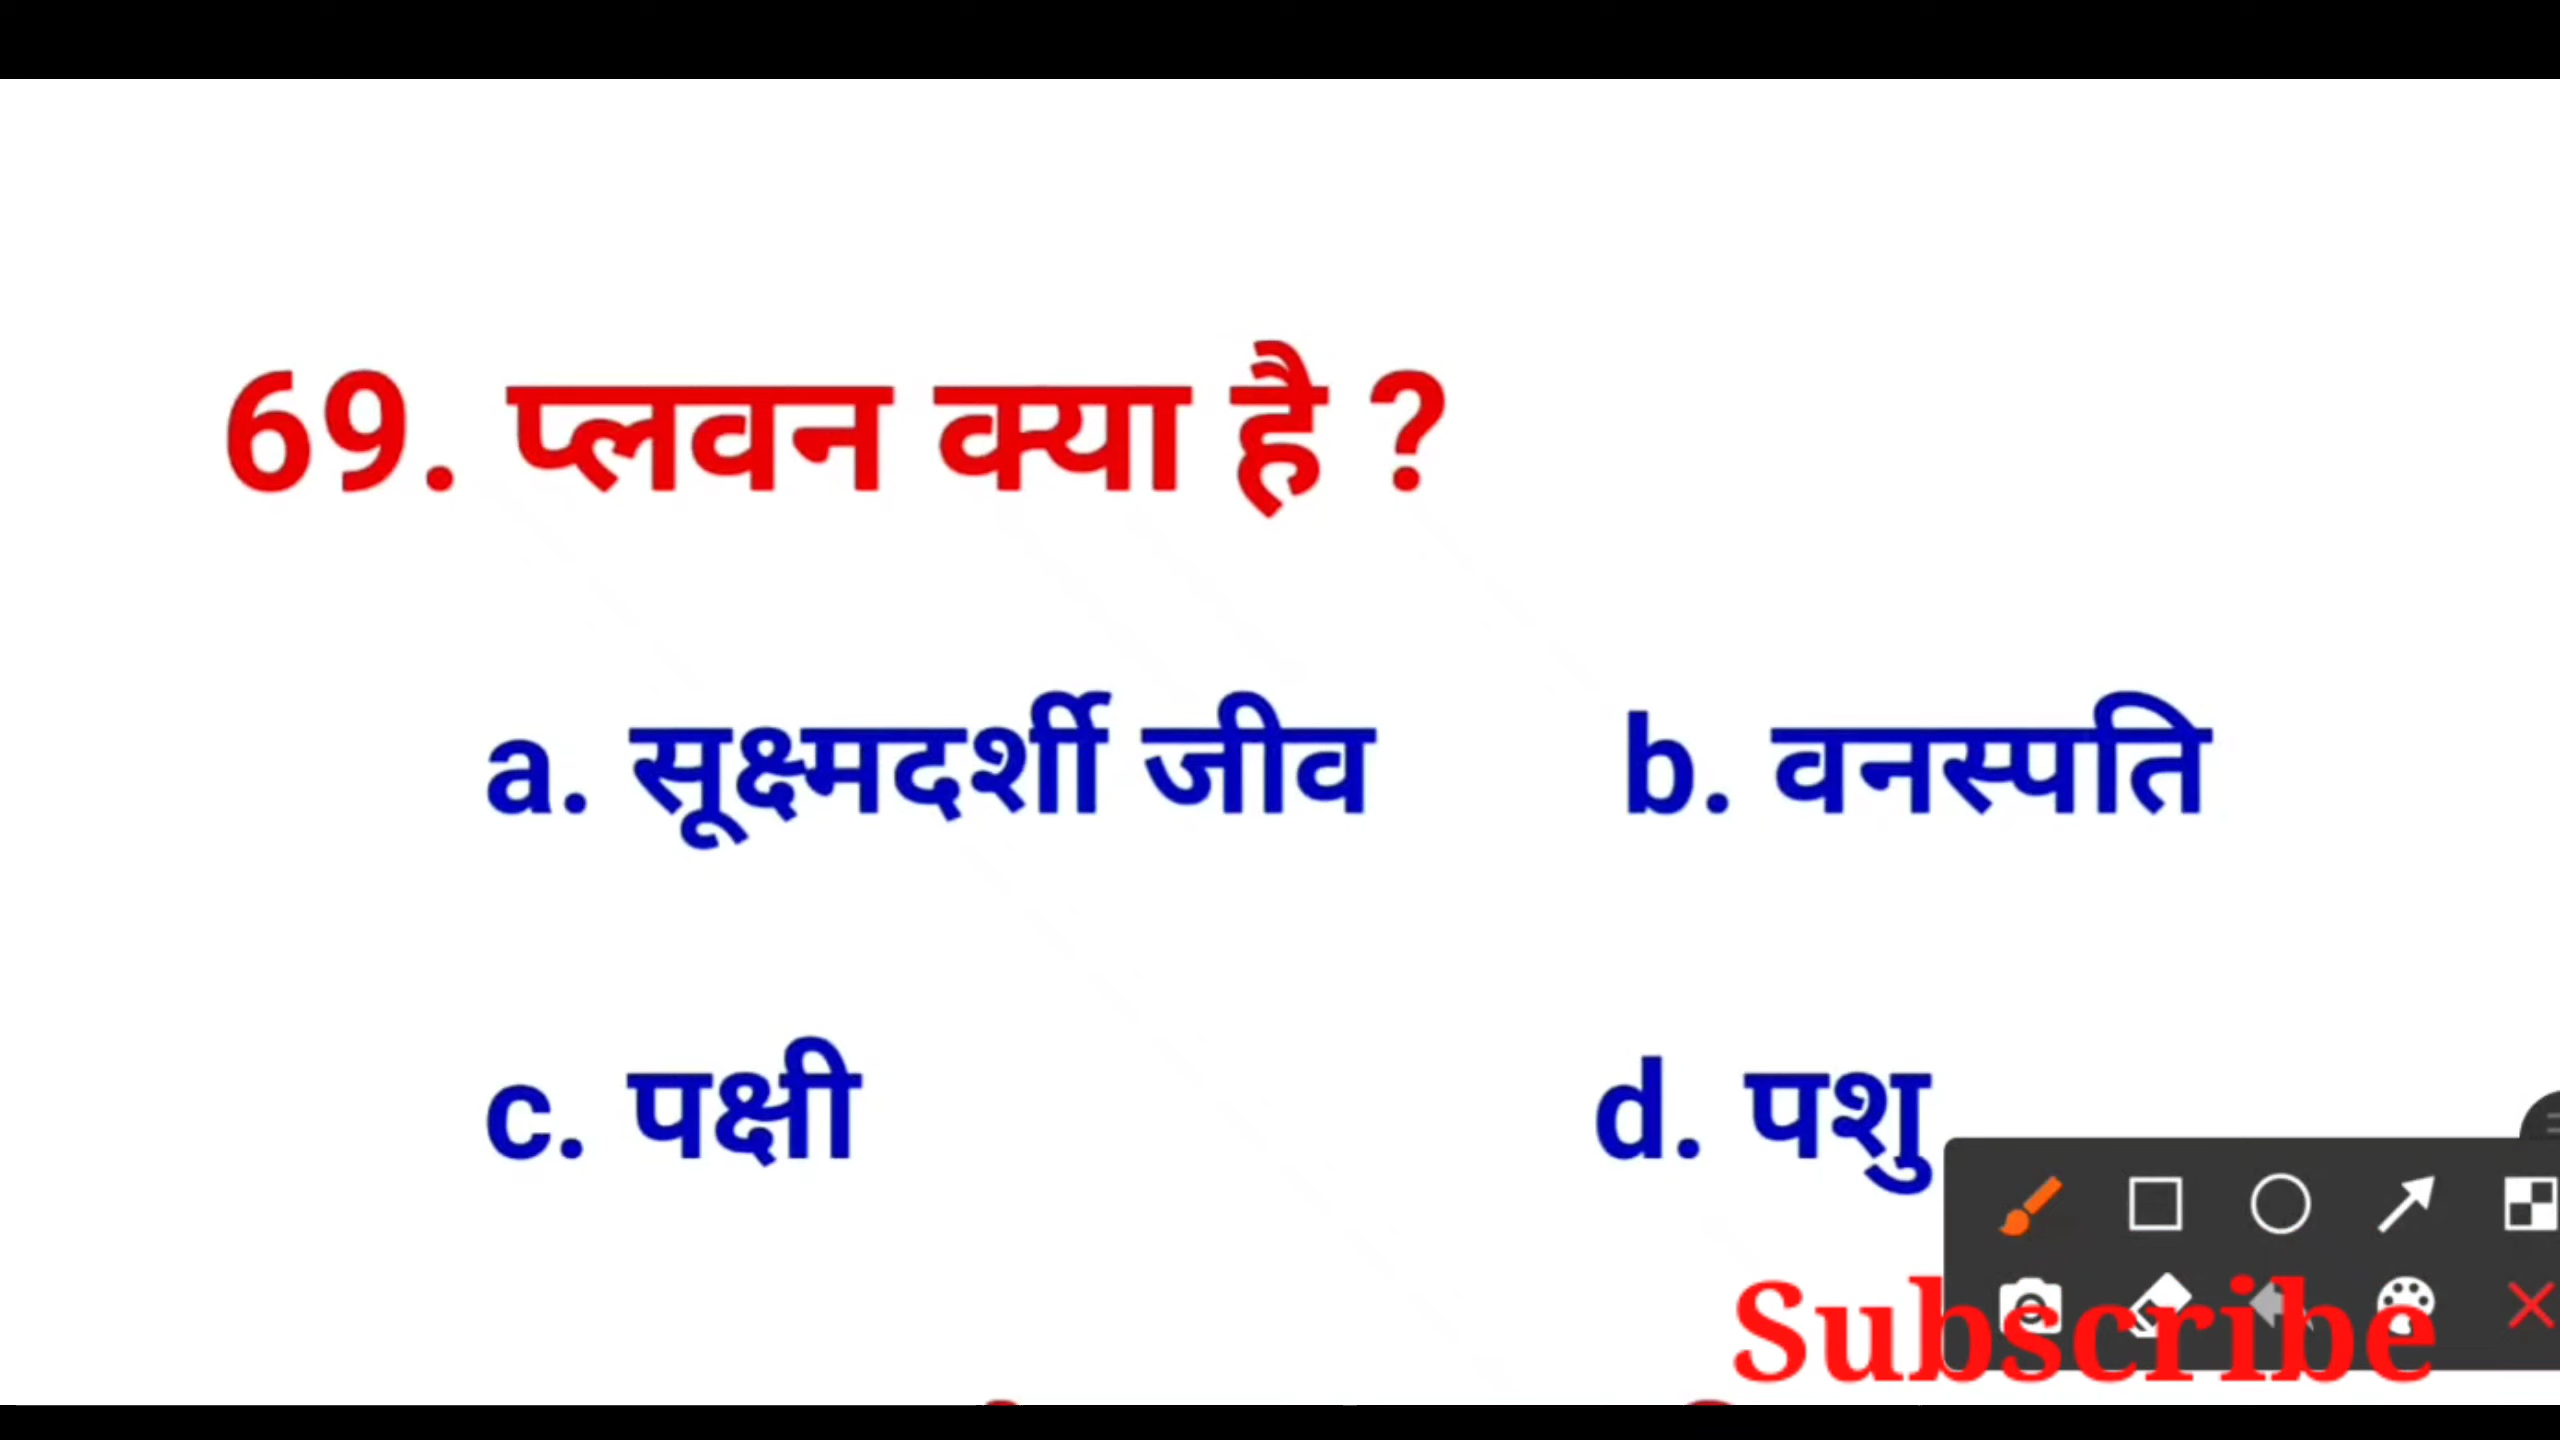 69. प्लवन क्या है ?
a. सूक्ष्मदर्शी जीव b. वनस्पति
c. पक्षी d. पशु
Subscribe